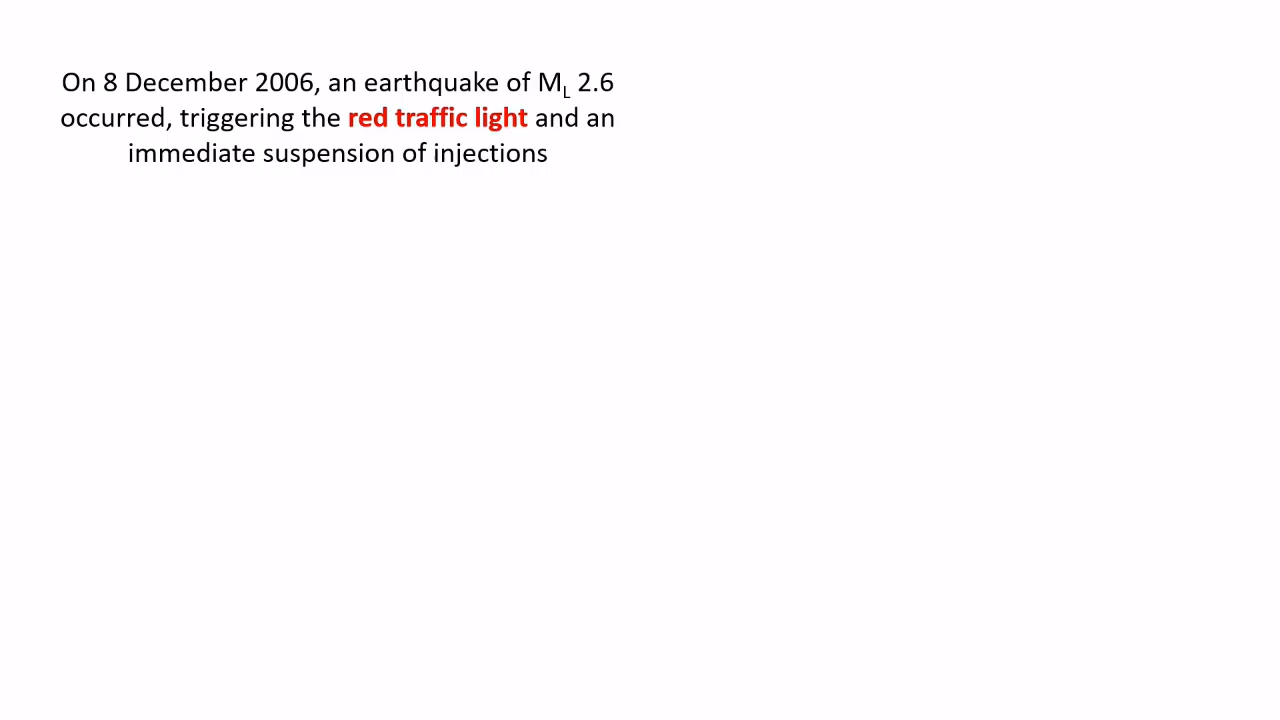 On 8 December 2006, an earthquake of ML 2.6
occurred, triggering the red traffic light and an
immediate suspension of injections